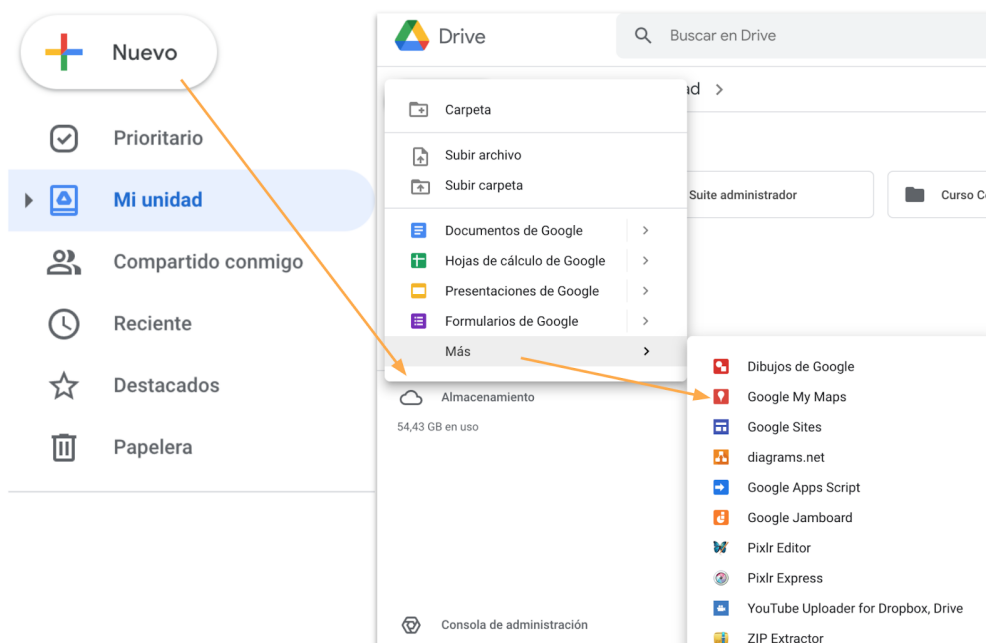 Nuevo
Prioritario
Mi unidad
Compartido conmigo
Reciente
Destacados
Papelera
Drive
Buscar en Drive
ad
Carpeta
Subir archivo
Subir carpeta
Suite administrador
Curso C
Documentos de Google
Hojas de cálculo de Google
Presentaciones de Google
Formularios de Google
Más
Almacenamiento
54,43 GB en uso
Consola de administración
Dibujos de Google
Google My Maps
Google Sites
diagrams.net
Google Apps Script
Google Jamboard
Pixlr Editor
Pixlr Express
YouTube Uploader for Dropbox, Drive
ZIP Extractor